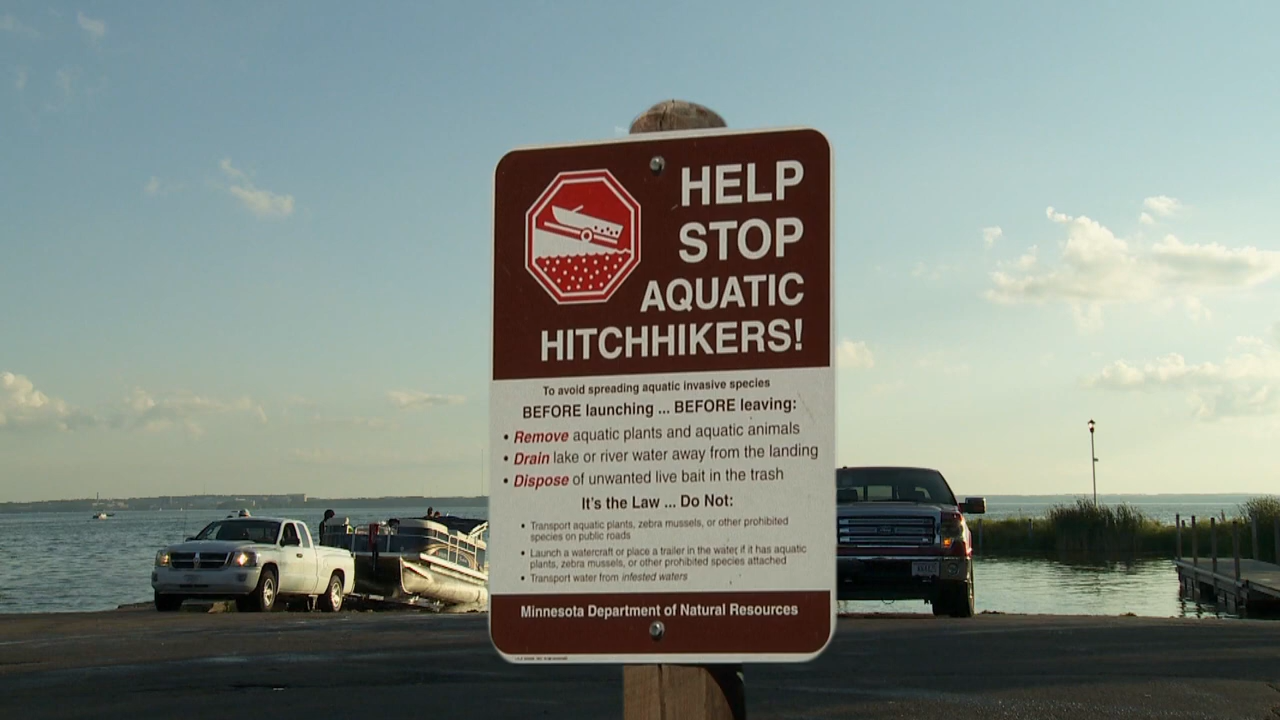 HELP
STOP
AQUATIC
HITCHHIKERS!
To avoid spreading aquatic invasive species
BEFORE launching ... BEFORE leaving:
• Remove aquatic plants and aquatic animals
• Drain lake or river water away from the landing
• Dispose of unwanted live bait in the trash
It's the Law ... Do Not:
• Transport aquatic plants, zebra mussels, or other prohibited
species on public roads
• Launch a watercraft or place a trailer in the water if it has aquatic
plants, zebra mussels, or other prohibited species attached
• Transport water from infested waters
Minnesota Department of Natural Resources